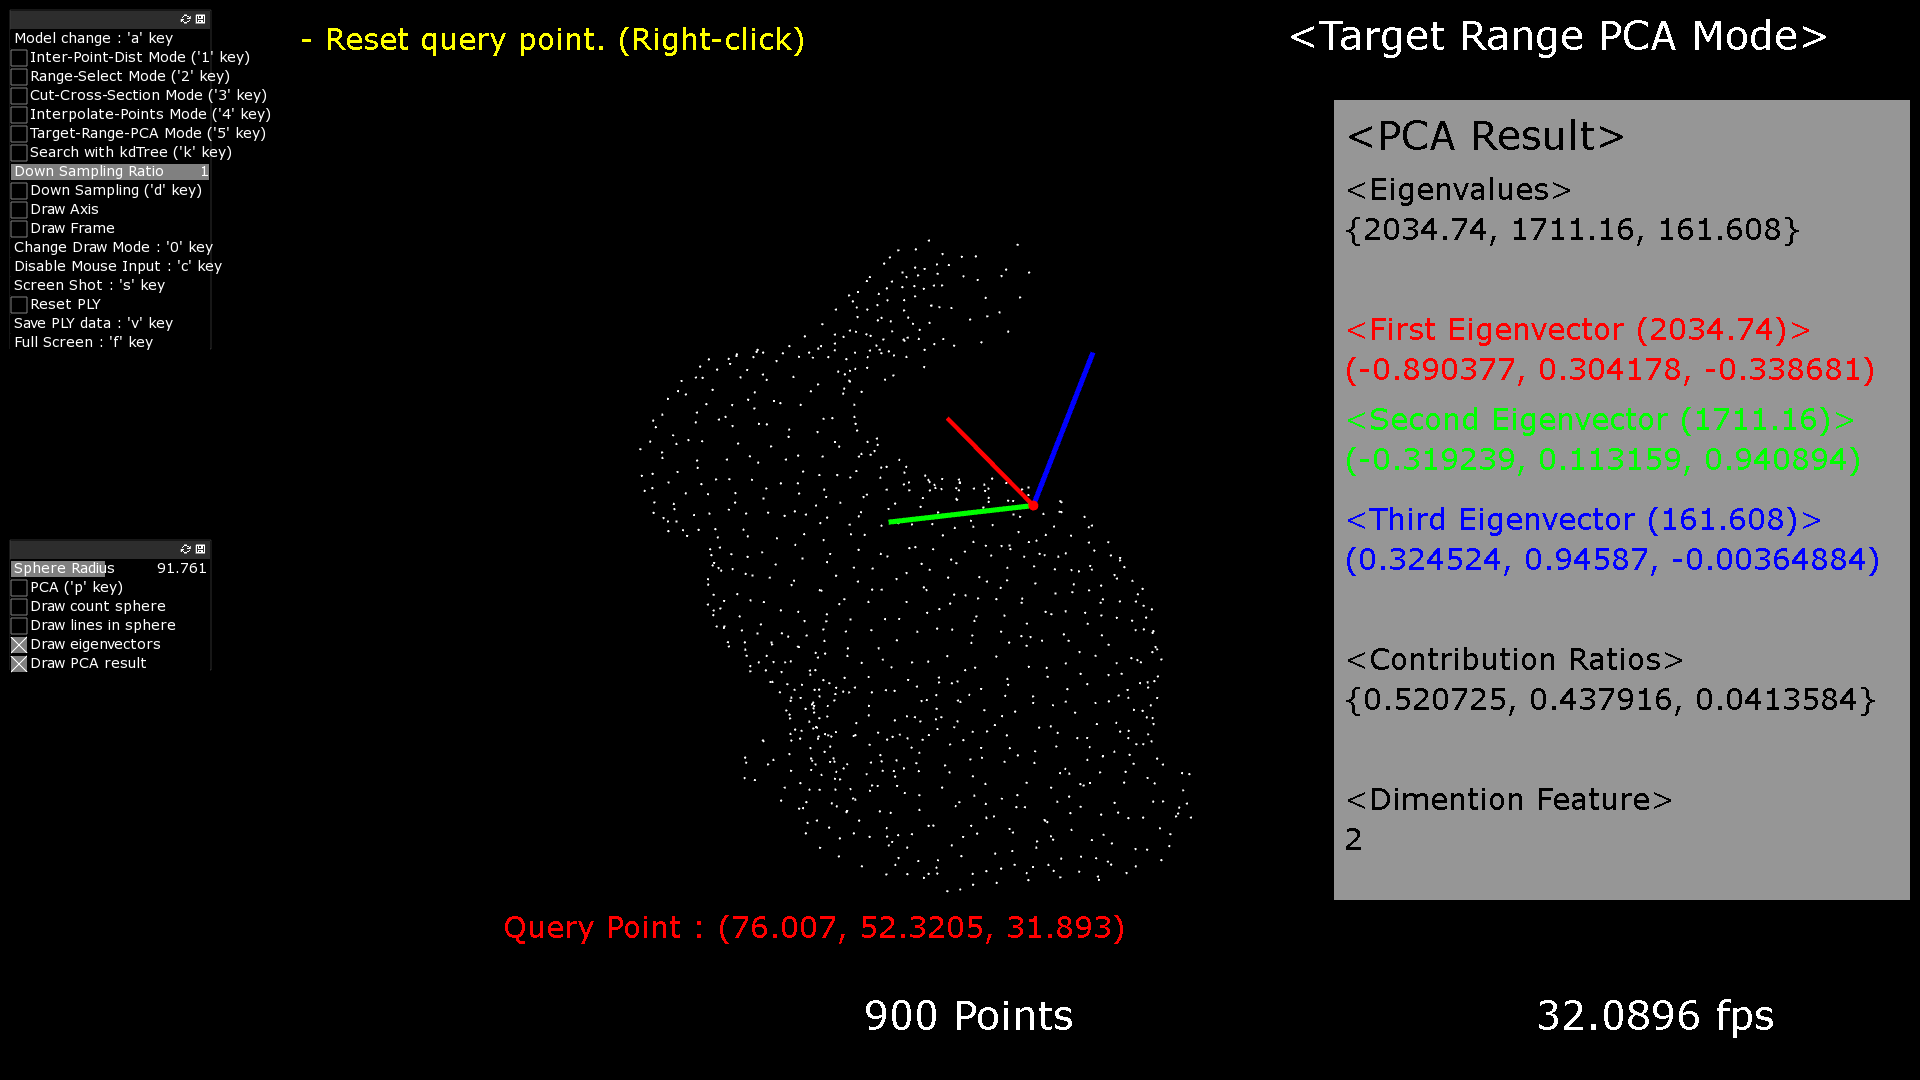 Model change : 'a' key
Inter-Point-Dist Mode ('1' key)
Range-Select Mode ('2' key)
Cut-Cross-Section Mode ('3' key)
Interpolate-Points Mode ('4' key)
Target-Range-PCA Mode ('5' key)
Search with kdTree ('k' key)
Down Sampling Ratio 1
Down Sampling ('d' key)
Draw Axis
Draw Frame
Change Draw Mode : '0' key
Disable Mouse Input : 'c' key
Screen Shot : 's' key
Reset PLY
Save PLY data : 'v' key
Full Screen : 'f' key
Sphere Radius 91.761
PCA ('p' key)
Draw count sphere
Draw lines in sphere
Draw eigenvectors
Draw PCA result
- Reset query point. (Right-click)
<Target Range PCA Mode>
<PCA Result>
<Eigenvalues>
{2034.74, 1711.16, 161.608}
<First Eigenvector (2034.74)>
(-0.890377, 0.304178, -0.338681)
<Second Eigenvector (1711.16)>
(-0.319239, 0.113159, 0.940894)
<Third Eigenvector (161.608)>
(0.324524, 0.94587, -0.00364884)
<Contribution Ratios>
{0.520725, 0.437916, 0.0413584}
<Dimention Feature>
2
Query Point : (76.007, 52.3205, 31.893)
900 Points
32.0896 fps